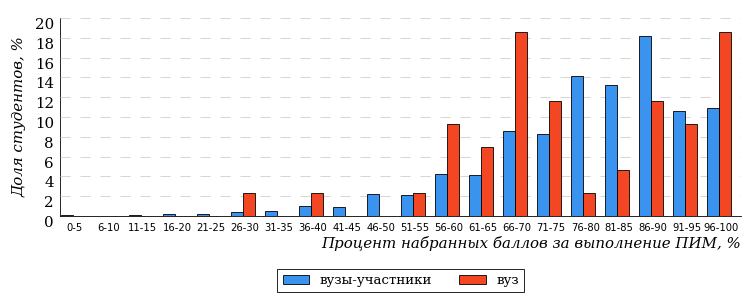 Доля студентов, %
20
18
16
14
12
10
8
6
4
2
0
0-5 6-10 11-15 16-20 21-25 26-30 31-35 36-40 41-45 46-50 51-55 56-60 61-65 66-70 71-75 76-80 81-85 86-90 91-95 96-100
Процент набранных баллов за выполнение ПИМ, %
вузы-участники вуз